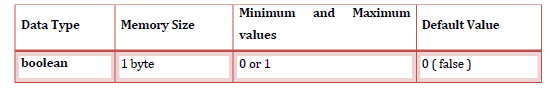 Data Type Memory Size Minimum and Maximum values Default Value
boolean 1 byte 0 or 1 0 ( false )